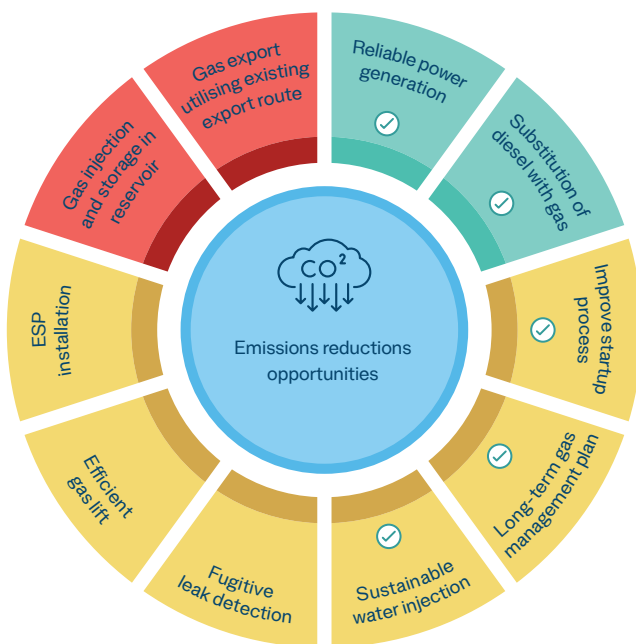 Gas export
utilising existing
export route
Reliable power
generation
Substitution of
diesel with gas
Improve startup
process
Long-term gas
management plan
Sustainable
water injection
Fugitive
leak detection
Efficient
gas lift
ESP
installation
Gas injection
and storage in
reservoir
CO²
Emissions reductions
opportunities